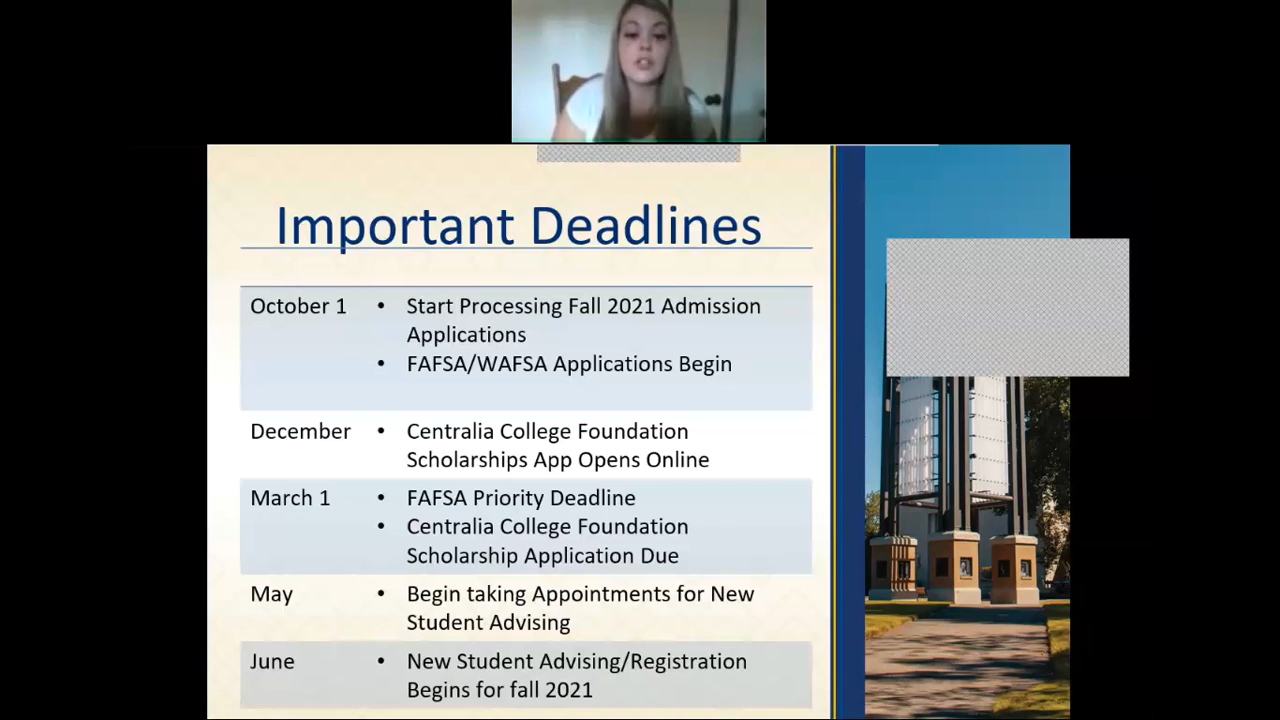 Important Deadlines
October 1
• Start Processing Fall 2021 Admission
Applications
• FAFSA/WAFSA Applications Begin
December
• Centralia College Foundation
Scholarships App Opens Online
March 1
• FAFSA Priority Deadline
• Centralia College Foundation
Scholarship Application Due
May
• Begin taking Appointments for New
Student Advising
June
• New Student Advising/Registration
Begins for fall 2021